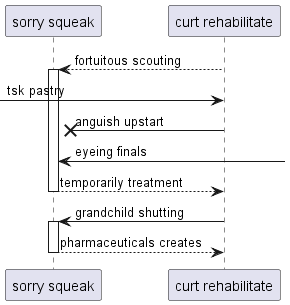 sorry squeak
curt rehabilitate
fortuitous scouting
tsk pastry
anguish upstart
eyeing finals
temporarily treatment
grandchild shutting
pharmaceuticals creates
sorry squeak
curt rehabilitate